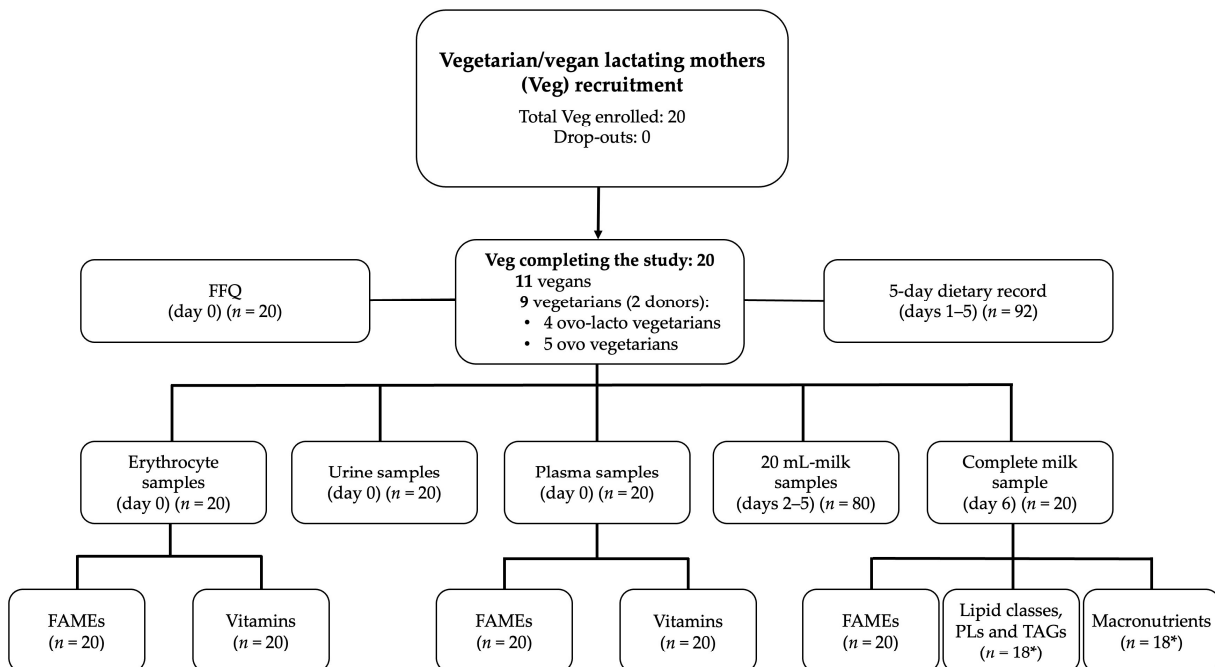 Vegetarian/vegan lactating mothers
(Veg) recruitment
Total Veg enrolled: 20
Drop-outs: 0
FFQ
(day 0) (n = 20)
Veg completing the study: 20
11 vegans
9 vegetarians (2 donors):
• 4 ovo-lacto vegetarians
• 5 ovo vegetarians
5-day dietary record
(days 1–5) (n = 92)
Erythrocyte
samples
(day 0) (n = 20)
Urine samples
(day 0) (n = 20)
Plasma samples
(day 0) (n = 20)
20 mL-milk
samples
(days 2–5) (n = 80)
Complete milk
sample
(day 6) (n = 20)
FAMEs
(n = 20)
Vitamins
(n = 20)
FAMEs
(n = 20)
Vitamins
(n = 20)
FAMEs
(n = 20)
Lipid classes,
PLs and TAGs
(n = 18*)
Macronutrients
(n = 18*)